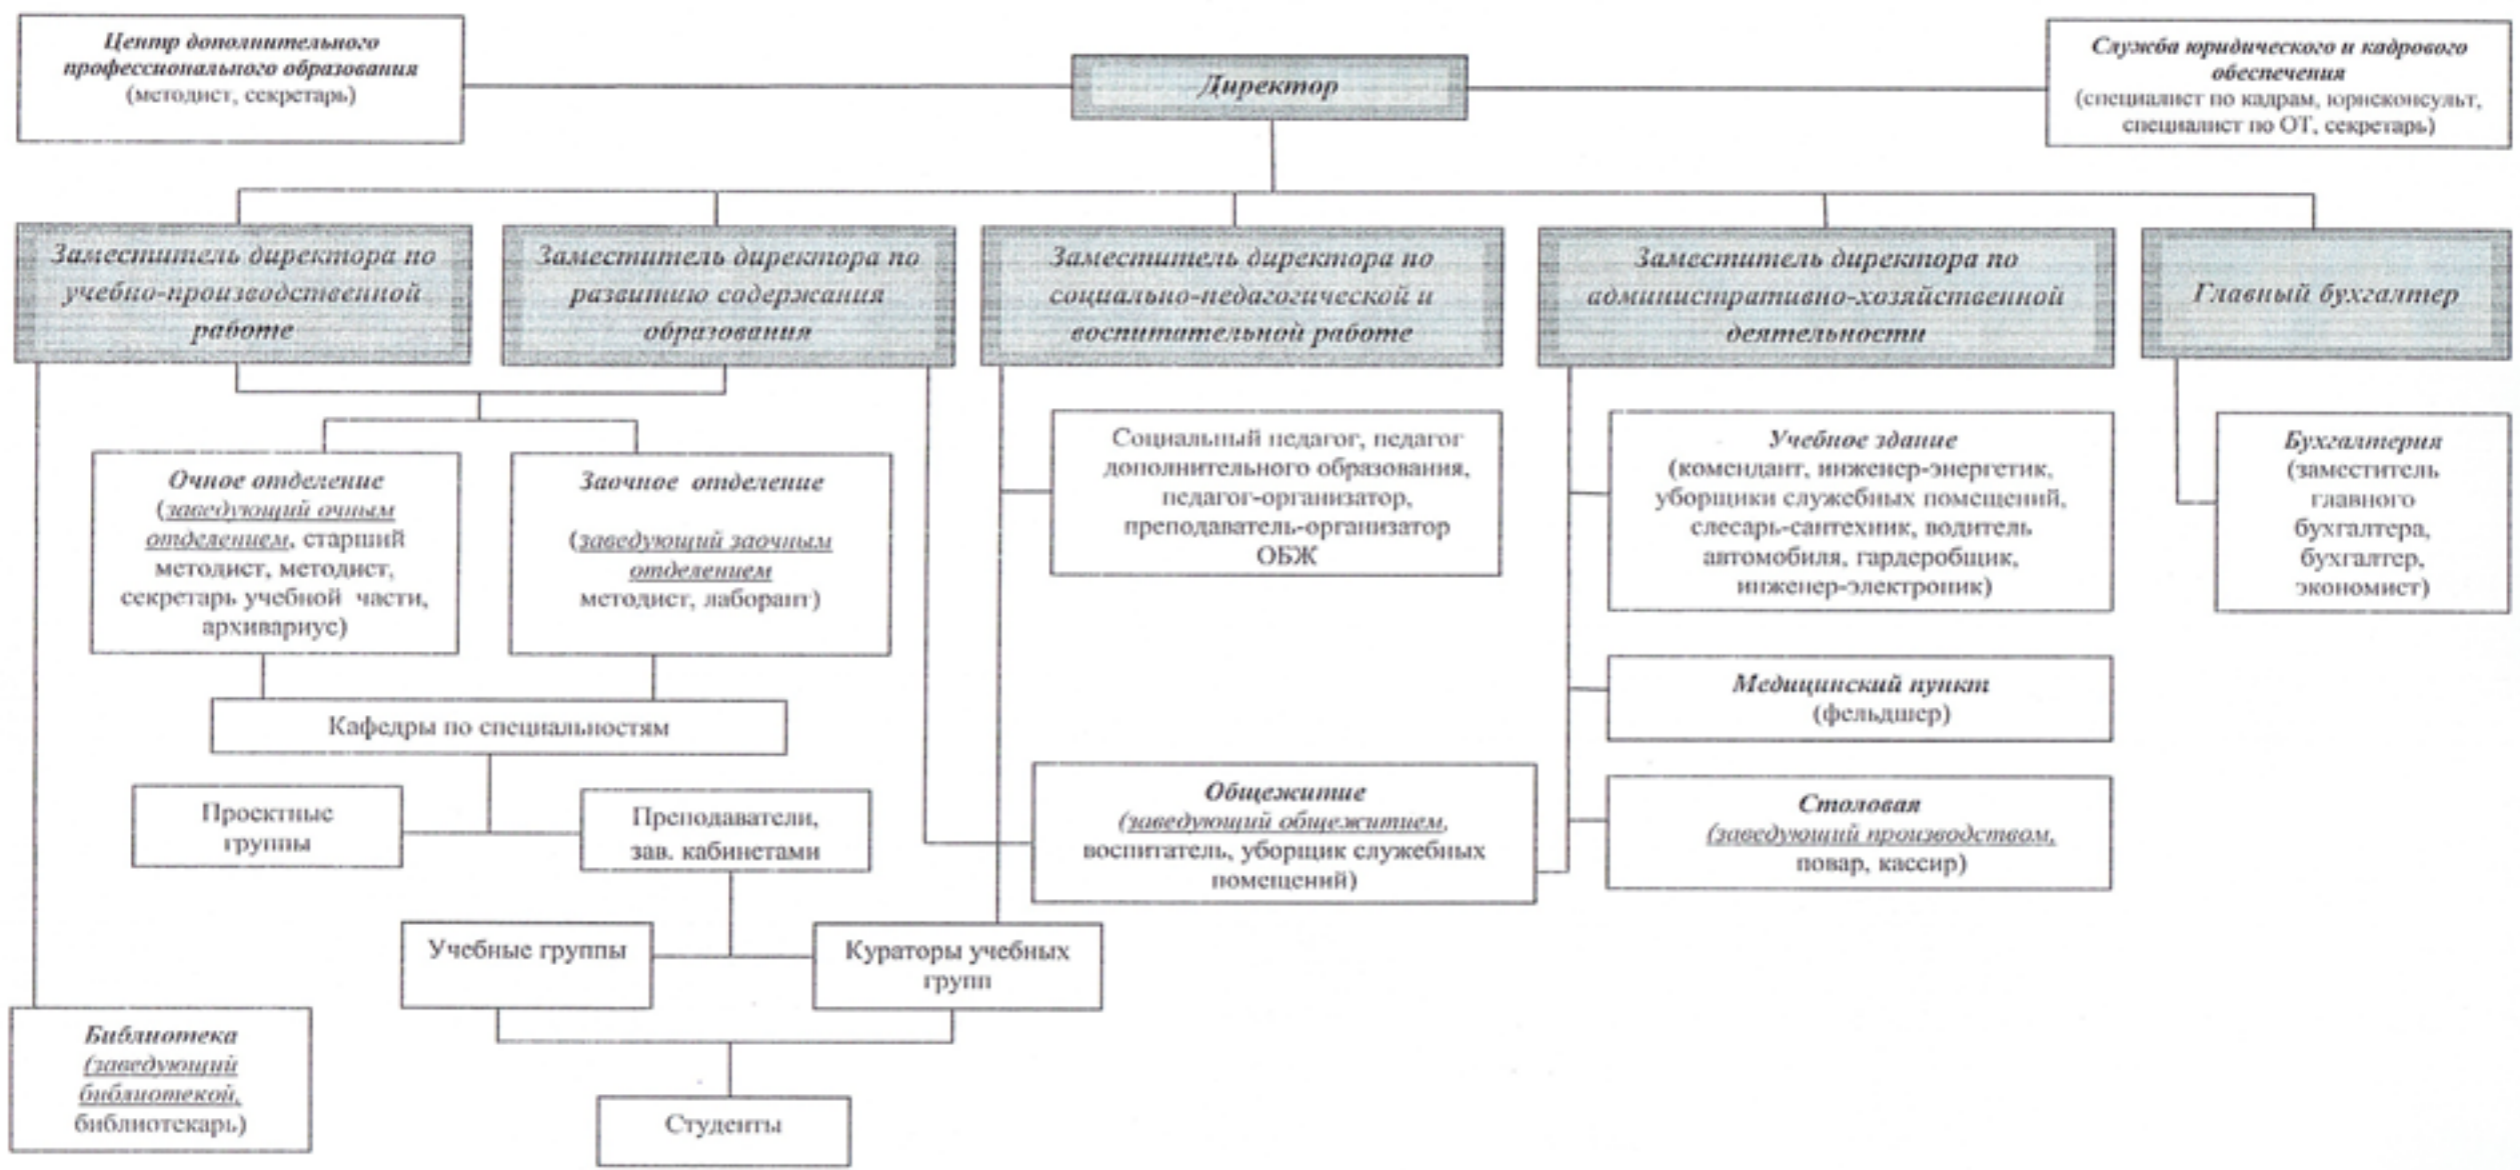 Центр дополнительного
профессионального образования
(методист, секретарь)
Директор
Служба юридического и кадрового
обеспечения
(специалист по кадрам, юрисконсульт,
специалист по ОТ, секретарь)
Заместитель директора по
учебно-производственной
работе
Заместитель директора по
развитию содержания
образования
Заместитель директора по
социально-педагогической и
воспитательной работе
Заместитель директора по
административно-хозяйственной
деятельности
Главный бухгалтер
Очное отделение
(заведующий очным
отделением, старший
методист, методист,
секретарь учебной части,
архивариус)
Заочное отделение
(заведующий заочным
отделением
методист, лаборант)
Социальный педагог, педагог
дополнительного образования,
педагог-организатор,
преподаватель-организатор
ОБЖ
Учебное здание
(комендант, инженер-энергетик,
уборщики служебных помещений,
слесарь-сантехник, водитель
автомобиля, гардеробщик,
инженер-электроник)
Бухгалтерия
(заместитель
главного
бухгалтера,
бухгалтер,
экономист)
Кафедры по специальностям
Медицинский пункт
(фельдшер)
Проектные
группы
Преподаватели,
зав. кабинетами
Общежитие
(заведующий общежитием,
воспитатель, уборщик служебных
помещений)
Столовая
(заведующий производством,
повар, кассир)
Учебные группы
Кураторы учебных
групп
Библиотека
(заведующий
библиотекой,
библиотекарь)
Студенты